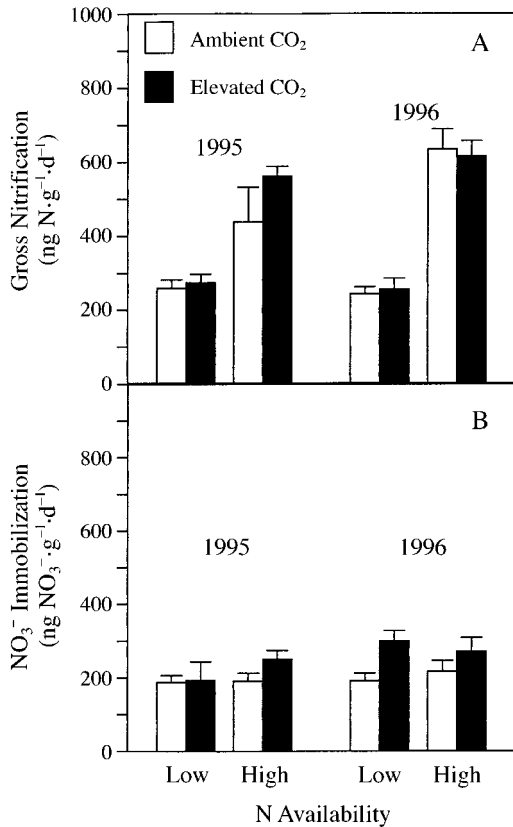 1000
A
Ambient CO₂
800
Elevated CO₂
1995
1996
600
400
200
0
Gross Nitrification
(ng N·g⁻¹·d⁻¹)
B
800
600
1995
1996
400
200
0
NO₃⁻ Immobilization
(ng NO₃⁻·g⁻¹·d⁻¹)
Low High Low High
N Availability